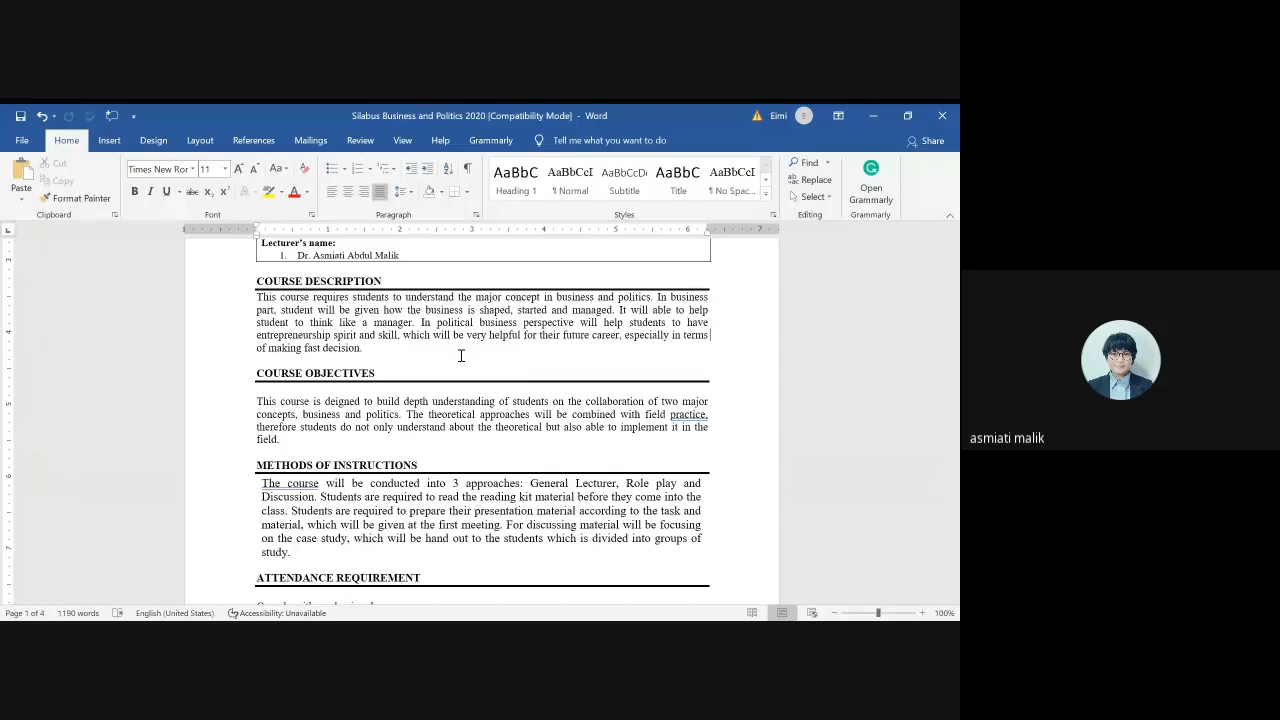 Silabus Business and Politics 2020 [Compatibility Mode] - Word
Eimi
E
File Home Insert Design Layout References Mailings Review View Help Grammarly Tell me what you want to do
Share
Paste
Cut
Copy
Format Painter
Clipboard
Times New Ror 11
Font
Paragraph
AaBbC AaBbCcI AaBbCcDı AaBbC AaBbCcI
Heading 1 ¶ Normal Subtitle Title ¶ No Spac...
Styles
Find
Replace
Select
Editing
Open
Grammarly
Grammarly
1 1 2 3 4 5 6 7
Lecturer's name:
1. Dr. Asmiati Abdul Malik
COURSE DESCRIPTION
This course requires students to understand the major concept in business and politics. In business
part, student will be given how the business is shaped, started and managed. It will able to help
student to think like a manager. In political business perspective will help students to have
entrepreneurship spirit and skill, which will be very helpful for their future career, especially in terms
of making fast decision.
COURSE OBJECTIVES
This course is deigned to build depth understanding of students on the collaboration of two major
concepts, business and politics. The theoretical approaches will be combined with field practice,
therefore students do not only understand about the theoretical but also able to implement it in the
field.
METHODS OF INSTRUCTIONS
The course will be conducted into 3 approaches: General Lecturer, Role play and
Discussion. Students are required to read the reading kit material before they come into the
class. Students are required to prepare their presentation material according to the task and
material, which will be given at the first meeting. For discussing material will be focusing
on the case study, which will be hand out to the students which is divided into groups of
study.
ATTENDANCE REQUIREMENT
Page 1 of 4 1190 words English (United States) Accessibility: Unavailable 100%
asmiati malik